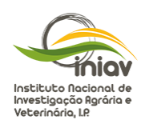 iniav
Instituto Nacional de
Investigação Agrária e
Veterinária, I.P.